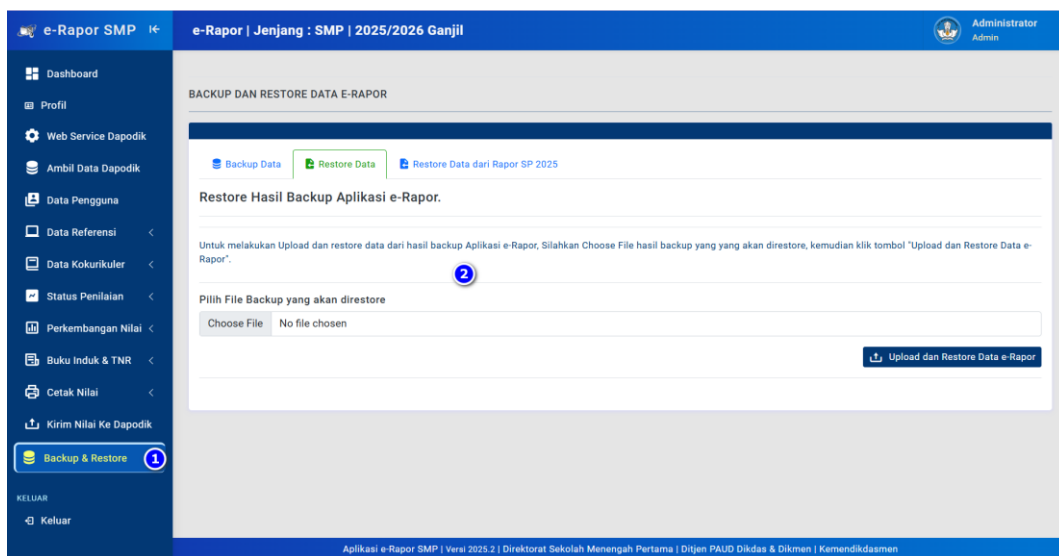 e-Rapor SMP
e-Rapor | Jenjang : SMP | 2025/2026 Ganjil
Administrator
Admin
Dashboard
Profil
Web Service Dapodik
Ambil Data Dapodik
Data Pengguna
Data Referensi
Data Kokurikuler
Status Penilaian
Perkembangan Nilai
Buku Induk & TNR
Cetak Nilai
Kirim Nilai Ke Dapodik
Backup & Restore
1
KELUAR
Keluar
BACKUP DAN RESTORE DATA E-RAPOR
Backup Data
Restore Data
Restore Data dari Rapor SP 2025
Restore Hasil Backup Aplikasi e-Rapor.
Untuk melakukan Upload dan restore data dari hasil backup Aplikasi e-Rapor, Silahkan Choose File hasil backup yang yang akan direstore, kemudian klik tombol "Upload dan Restore Data e-
Rapor".
2
Pilih File Backup yang akan direstore
Choose File No file chosen
Upload dan Restore Data e-Rapor
Aplikasi e-Rapor SMP | Versi 2025.2 | Direktorat Sekolah Menengah Pertama | Ditjen PAUD Dikdas & Dikmen | Kemendikdasmen